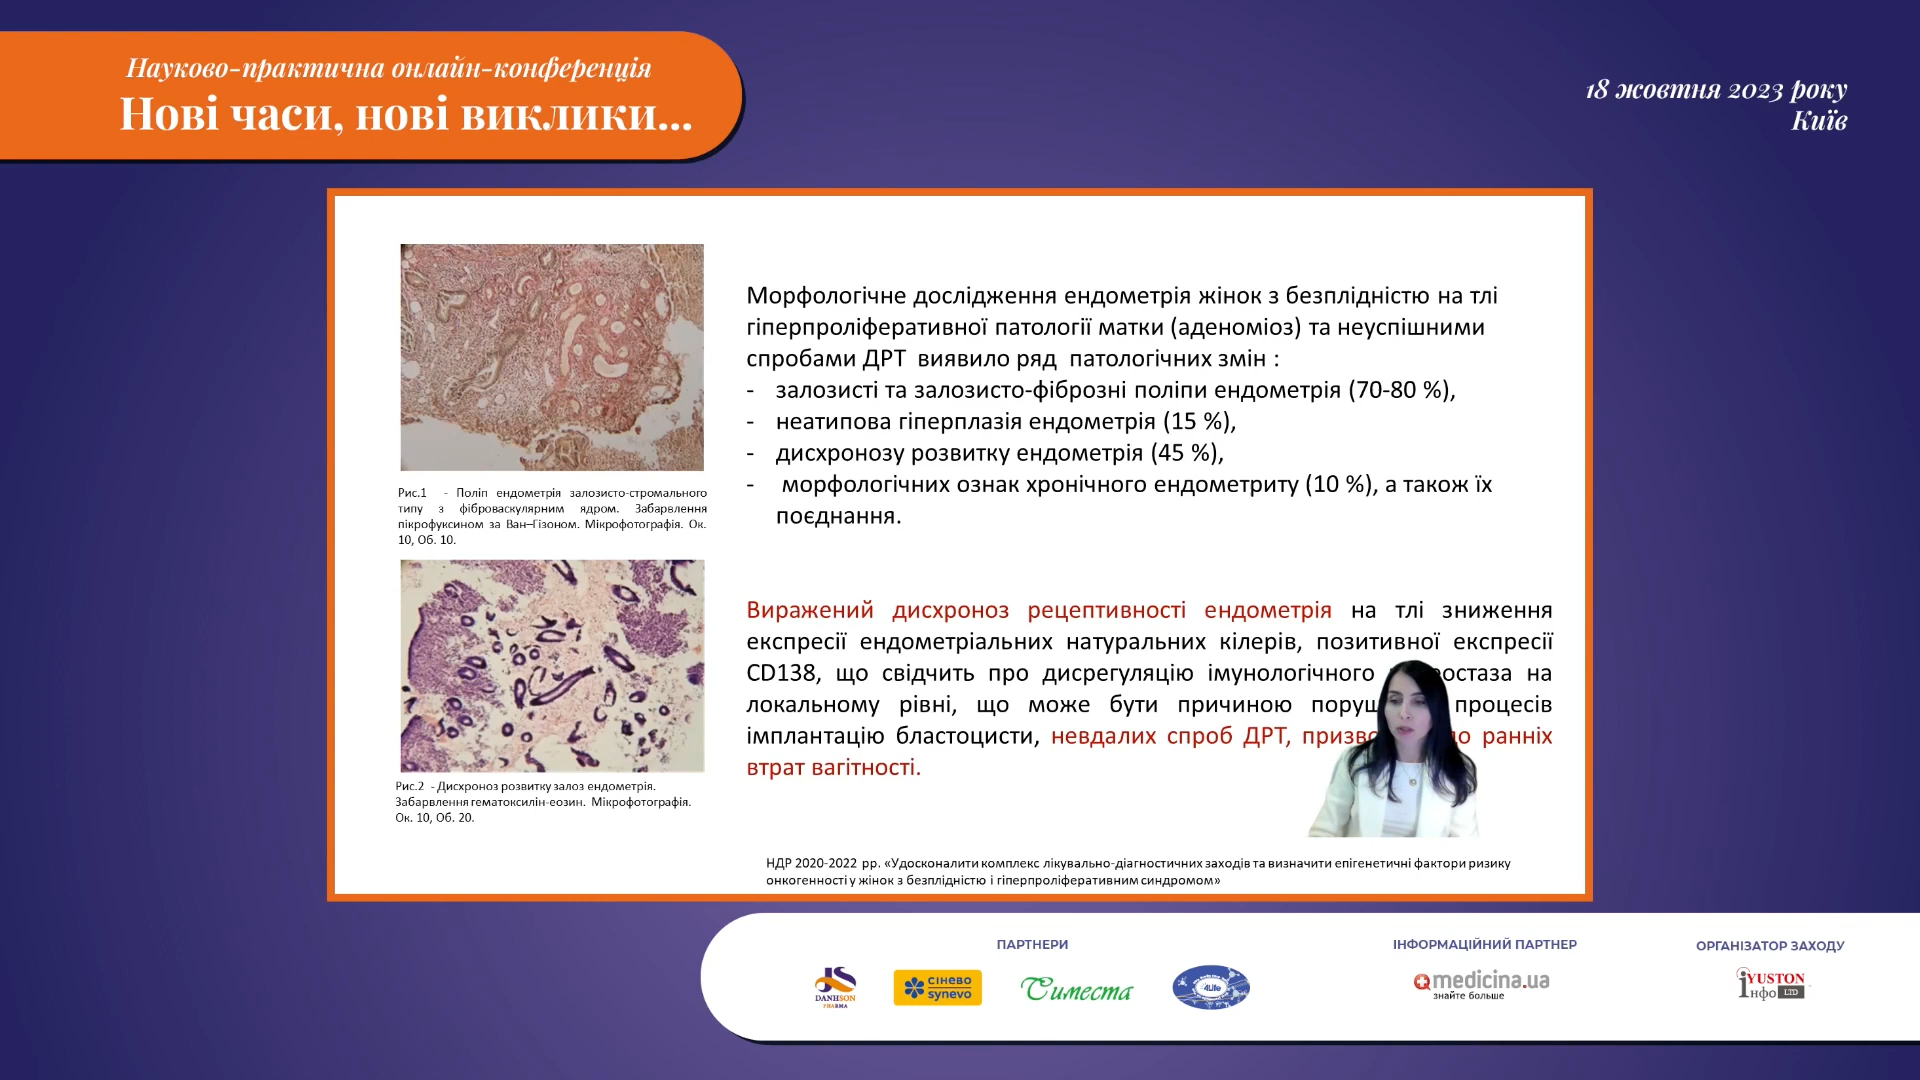 Науково-практична онлайн-конференція
Нові часи, нові виклики...
18 жовтня 2023 року
Київ
Морфологічне дослідження ендометрія жінок з безплідністю на тлі
гіперпроліферативної патології матки (аденоміоз) та неуспішними
спробами ДРТ виявило ряд патологічних змін :
- залозисті та залозисто-фіброзні поліпи ендометрія (70-80 %),
- неатипова гіперплазія ендометрія (15 %),
- дисхронозу розвитку ендометрія (45 %),
- морфологічних ознак хронічного ендометриту (10 %), а також їх
поєднання.
Рис.1 - Поліп ендометрія залозисто-стромального
типу з фіброваскулярним ядром. Забарвлення
пікрофуксином за Ван–Гізоном. Мікрофотографія. Ок.
10, Об. 10.
Виражений дисхроноз рецептивності ендометрія на тлі зниження
експресії ендометріальних натуральних кілерів, позитивної експресії
CD138, що свідчить про дисрегуляцію імунологічного на
локальному рівні, що може бути причиною процесів
імплантацію бластоцисти, невдалих спроб ДРТ, до ранніх
втрат вагітності.
Рис.2 - Дисхроноз розвитку залоз ендометрія.
Забарвлення гематоксилін-еозин. Мікрофотографія.
Ок. 10, Об. 20.
НДР 2020-2022 рр. «Удосконалити комплекс лікувально-діагностичних заходів та визначити епігенетичні фактори ризику
онкогенності у жінок з безплідністю і гіперпроліферативним синдромом»
ПАРТНЕРИ
DANHSON
PHARMA
сінево
synevo
Симеста
4Life
ІНФОРМАЦІЙНИЙ ПАРТНЕР
medicina.ua
знайте більше
ОРГАНІЗАТОР ЗАХОДУ
iYUSTON
Нфо LTD